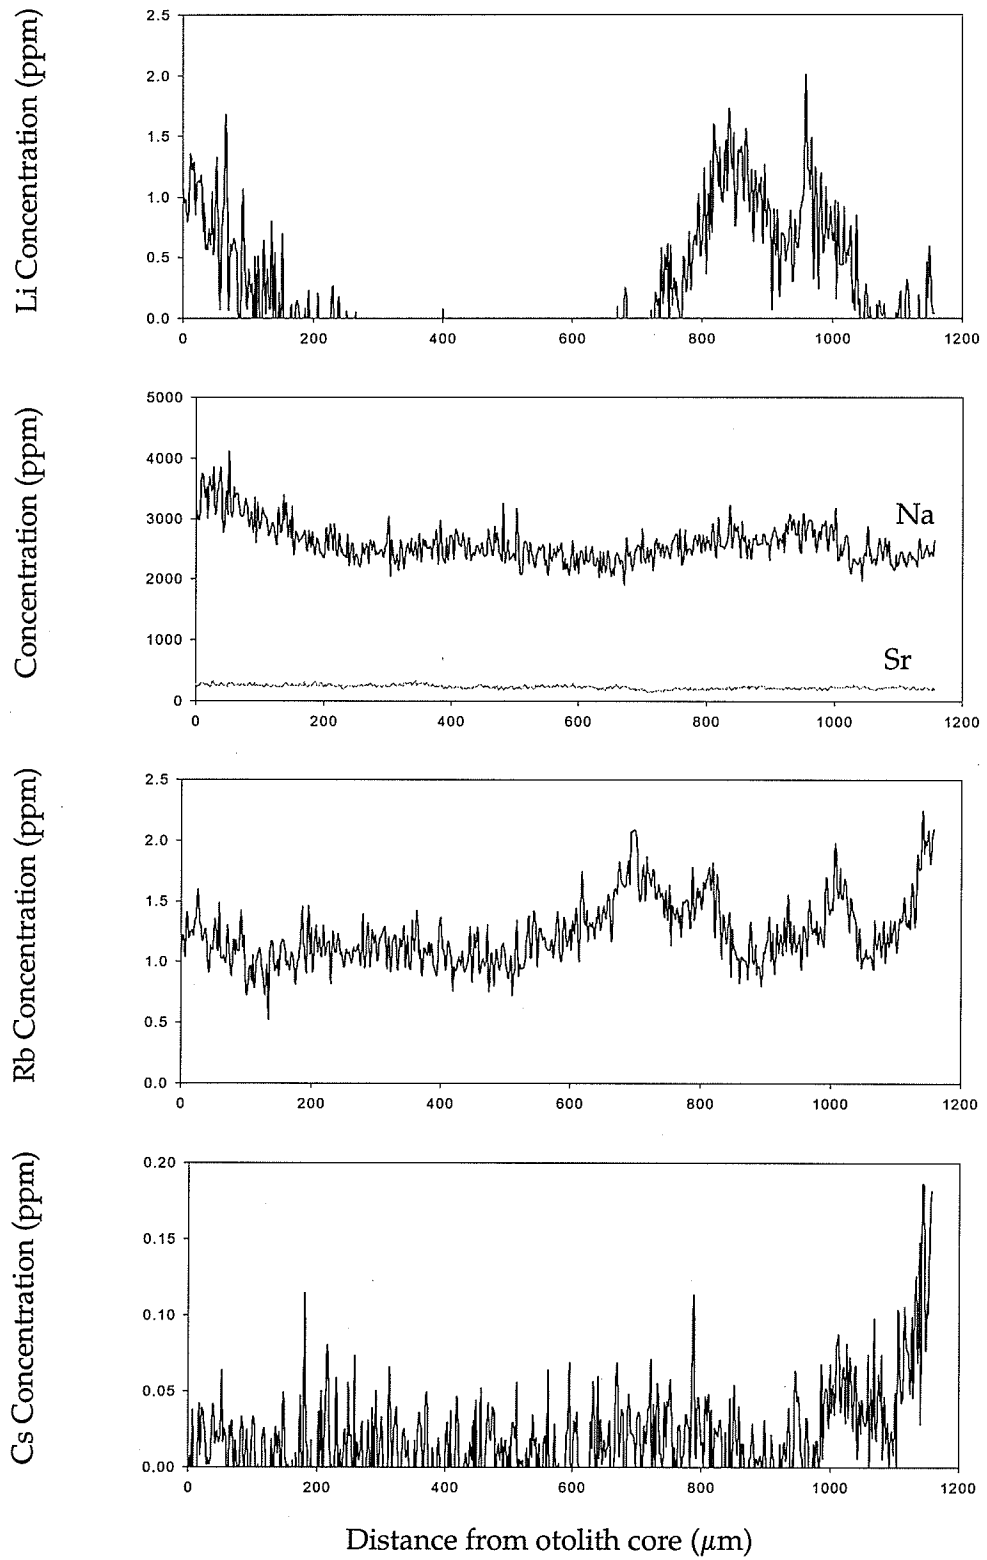 Li Concentration (ppm)
2.5
2.0
1.5
1.0
0.5
0.0
0 200 400 600 800 1000 1200
Concentration (ppm)
5000
4000
3000
2000
1000
0
Na
Sr
0 200 400 600 800 1000 1200
Rb Concentration (ppm)
2.5
2.0
1.5
1.0
0.5
0.0
0 200 400 600 800 1000 1200
Cs Concentration (ppm)
0.20
0.15
0.10
0.05
0.00
0 200 400 600 800 1000 1200
Distance from otolith core (μm)